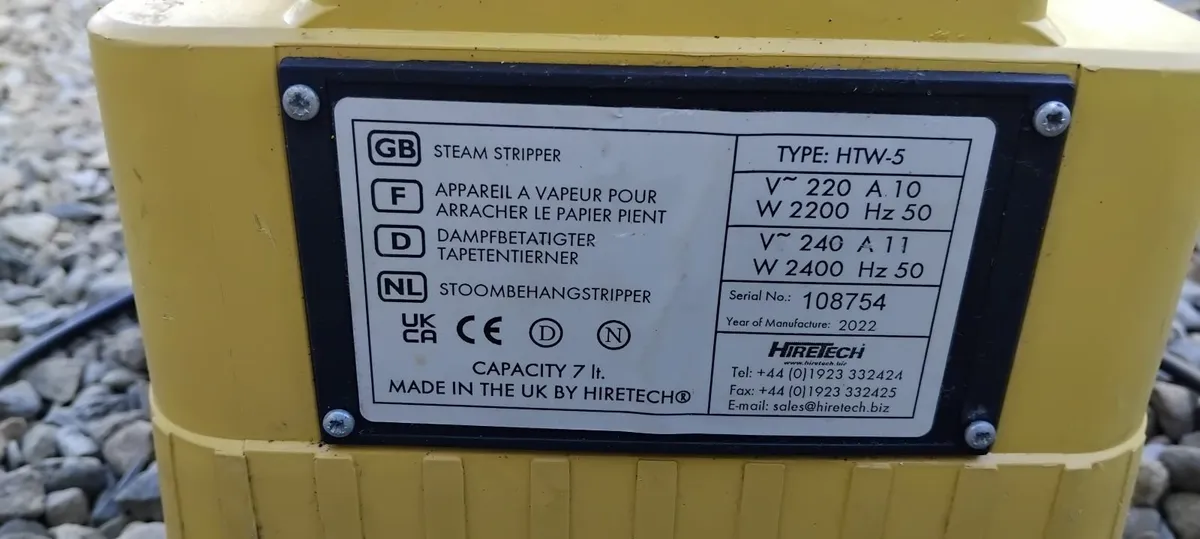 GB STEAM STRIPPER
F APPAREIL A VAPEUR POUR
ARRACHER LE PAPIER PIENT
D DAMPFBETATIGTER
TAPETENTIERNER
NL STOOMBEHANGSTRIPPER
UK
CA CE D N
CAPACITY 7 lt.
MADE IN THE UK BY HIRETECH®
TYPE: HTW-5
V~ 220 A 10
W 2200 Hz 50
V~ 240 A 11
W 2400 Hz 50
Serial No.: 108754
Year of Manufacture: 2022
HIRETECH
www.hiretech.biz
Tel: +44 (0)1923 332424
Fax: +44 (0)1923 332425
E-mail: sales@hiretech.biz